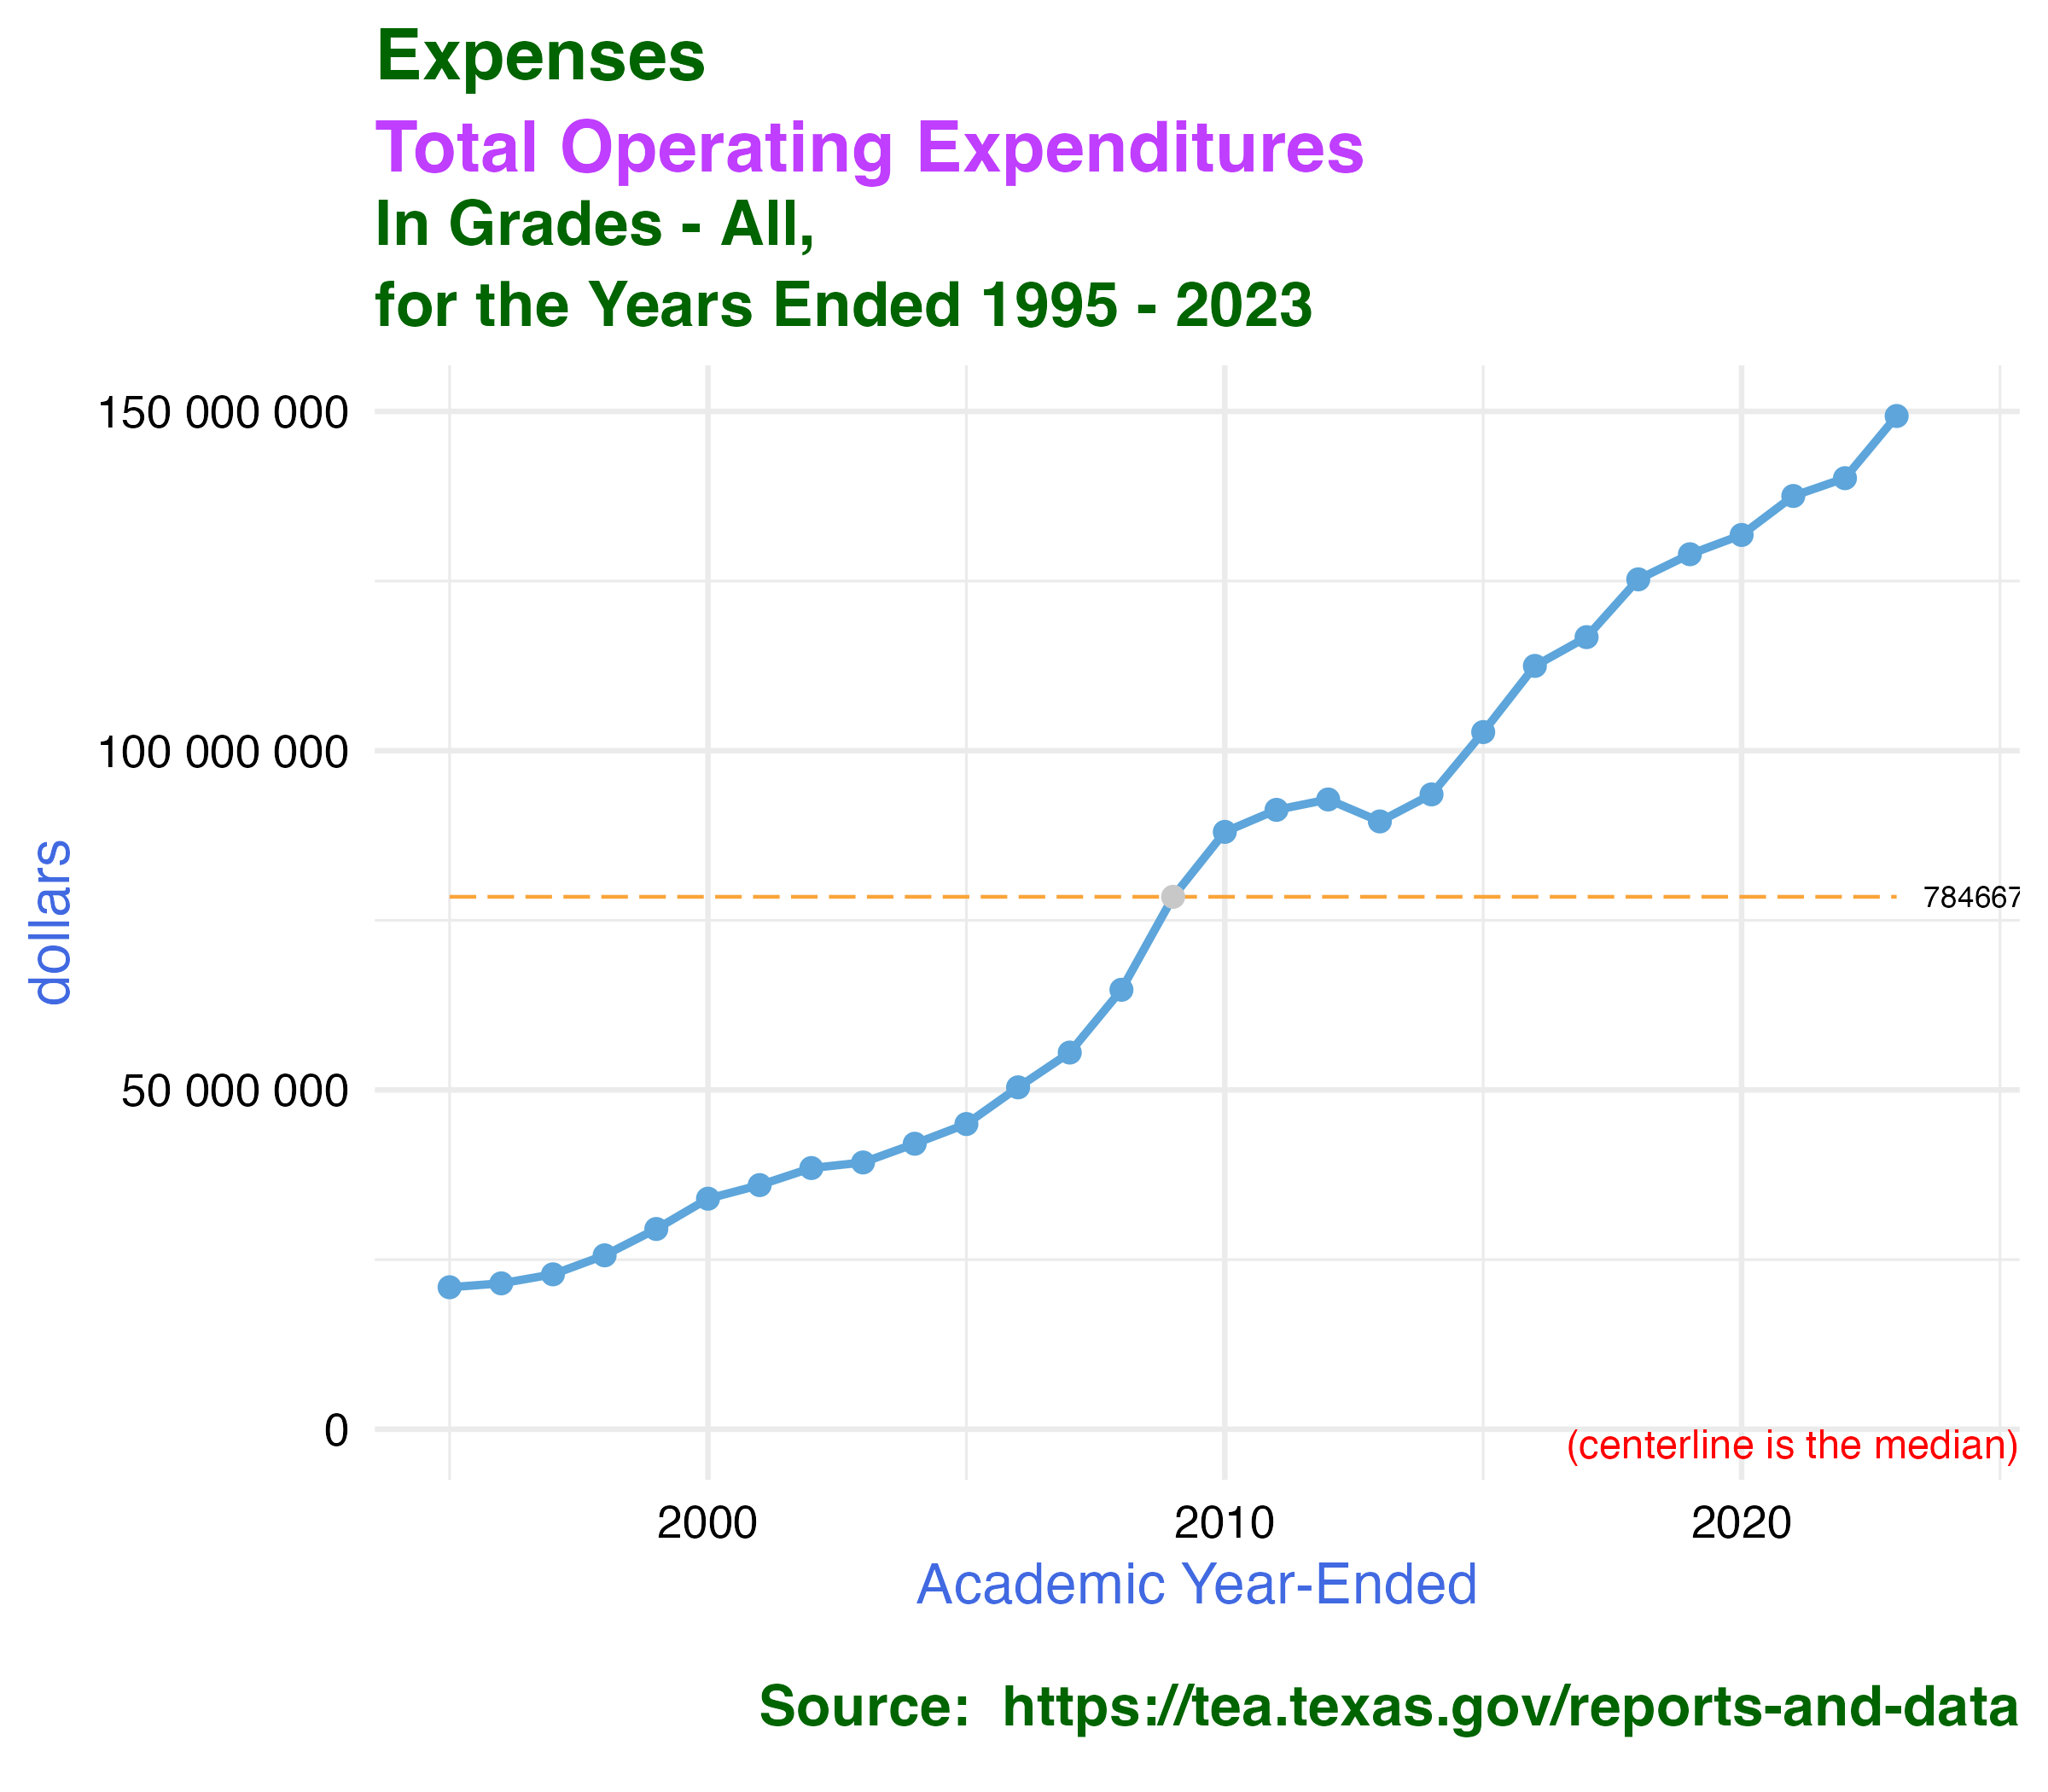 Expenses
Total Operating Expenditures
In Grades - All,
for the Years Ended 1995 - 2023
150 000 000
100 000 000
50 000 000
0
dollars
784667
(centerline is the median)
2000 2010 2020
Academic Year-Ended
Source: https://tea.texas.gov/reports-and-data